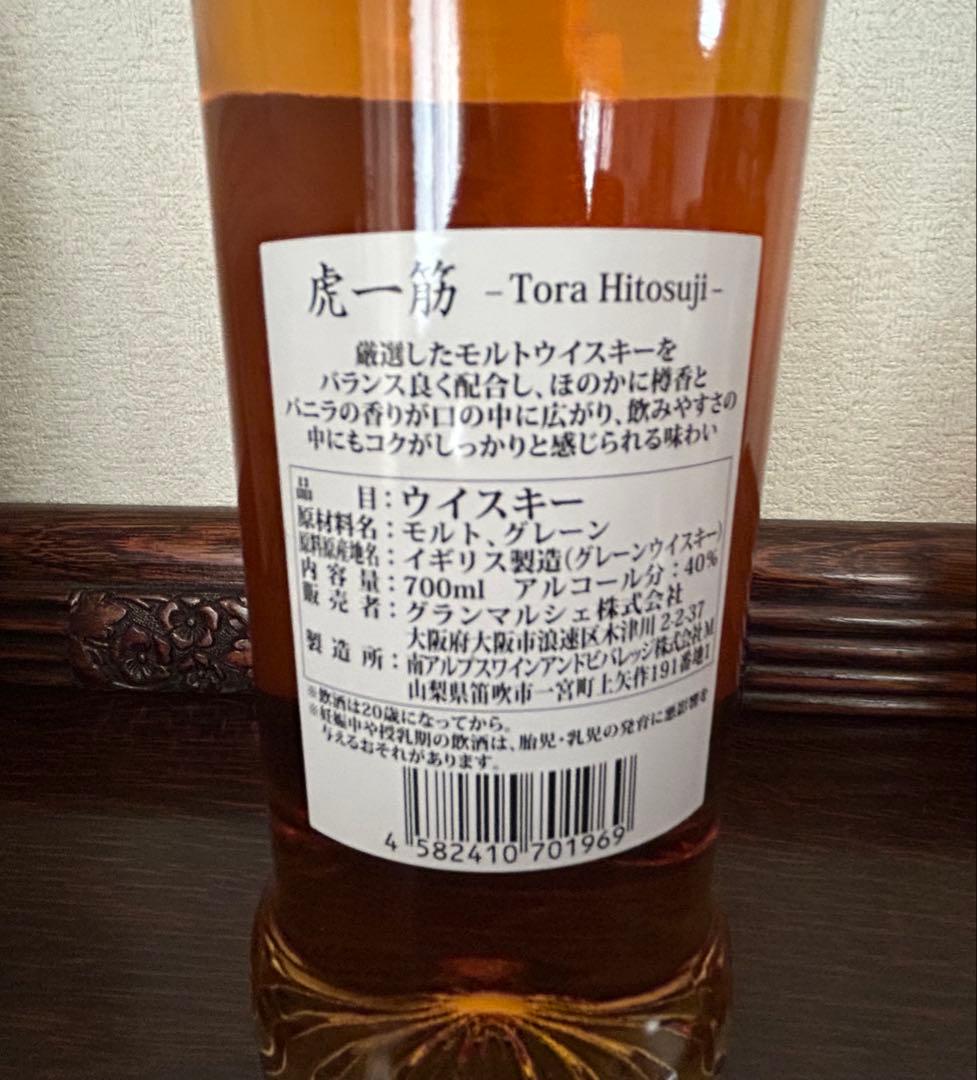 虎一筋 -Tora Hitosuji-
厳選したモルトウイスキーを
バランス良く配合し、ほのかに樽香と
バニラの香りが口の中に広がり、飲みやすさの
中にもコクがしっかりと感じられる味わい
品目：ウイスキー
原材料名：モルト、グレーン
原料原産地名：イギリス製造(グレーンウイスキー)
内容量：700ml アルコール分：40%
販売者：グランマルシェ株式会社
大阪府大阪市浪速区木津川 2-2-37
製造所：南アルプスワインアンドビバレッジ株式会社M
山梨県笛吹市一宮町上矢作191番地1
※飲酒は20歳になってから。
※妊娠中や授乳期の飲酒は、胎児・乳児の発育に悪影響を
与えるおそれがあります。
4 582410 701969